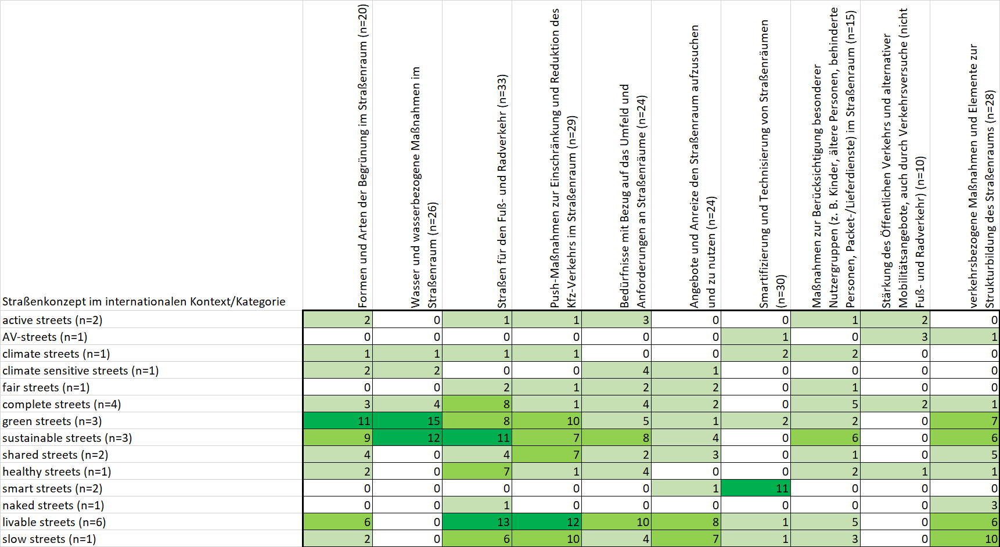 Formen und Arten der Begrünung im Straßenraum (n=20)
Wasser und wasserbezogene Maßnahmen im
Straßenraum (n=26)
Straßen für den Fuß- und Radverkehr (n=33)
Push-Maßnahmen zur Einschränkung und Reduktion des
Kfz-Verkehrs im Straßenraum (n=29)
Bedürfnisse mit Bezug auf das Umfeld und
Anforderungen an Straßenräume (n=24)
Angebote und Anreize den Straßenraum aufzusuchen
und zu nutzen (n=24)
Smartifizierung und Technisierung von Straßenräumen
(n=30)
Maßnahmen zur Berücksichtigung besonderer
Nutzergruppen (z. B. Kinder, ältere Personen, behinderte
Personen, Packet-/Lieferdienste) im Straßenraum (n=15)
Stärkung des Öffentlichen Verkehrs und alternativer
Mobilitätsangebote, auch durch Verkehrsversuche (nicht
Fuß- und Radverkehr) (n=10)
verkehrsbezogene Maßnahmen und Elemente zur
Strukturbildung des Straßenraums (n=28)
Straßenkonzept im internationalen Kontext/Kategorie
active streets (n=2) 2 0 1 1 3 0 0 1 2 0
AV-streets (n=1) 0 0 0 0 0 0 1 0 3 1
climate streets (n=1) 1 1 1 1 0 0 2 2 0 0
climate sensitive streets (n=1) 2 2 0 0 4 1 0 0 0 0
fair streets (n=1) 0 0 2 1 2 2 0 1 0 0
complete streets (n=4) 3 4 8 1 4 2 0 5 2 1
green streets (n=3) 11 15 8 10 5 1 2 2 0 7
sustainable streets (n=3) 9 12 11 7 8 4 0 6 0 6
shared streets (n=2) 4 0 4 7 2 3 0 1 0 5
healthy streets (n=1) 2 0 7 1 4 0 0 2 1 1
smart streets (n=2) 0 0 0 0 0 1 11 0 0 0
naked streets (n=1) 0 0 1 0 0 0 0 0 0 3
livable streets (n=6) 6 0 13 12 10 8 1 5 0 6
slow streets (n=1) 2 0 6 10 4 7 1 3 0 10